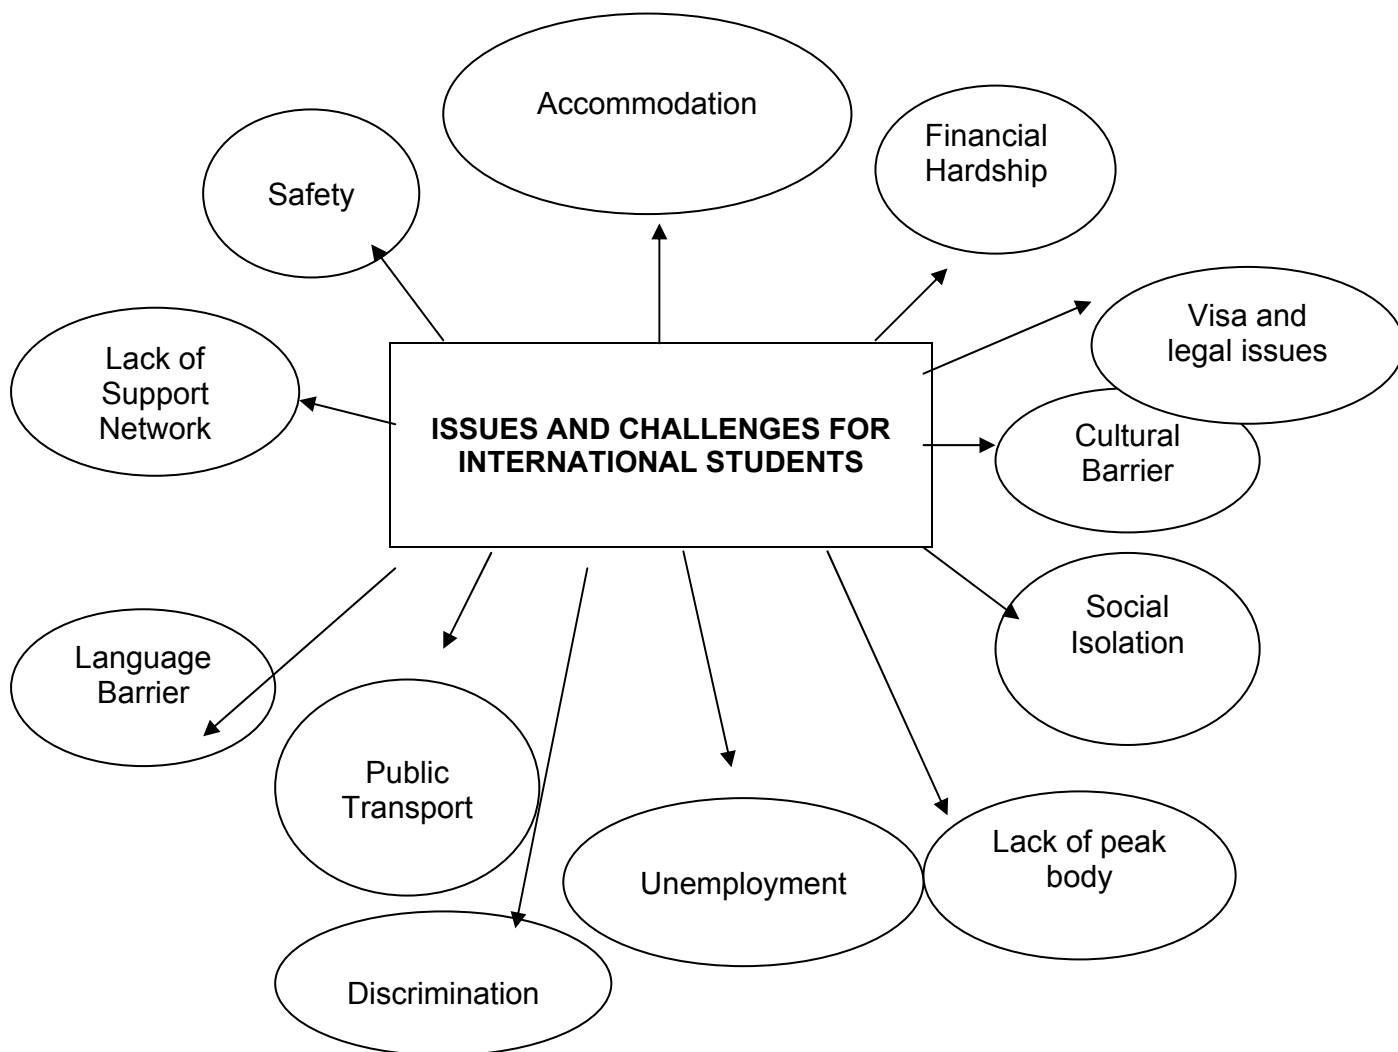 Accommodation
Financial
Hardship
Safety
Visa and
legal issues
Lack of
Support
Network
ISSUES AND CHALLENGES FOR
INTERNATIONAL STUDENTS
Cultural
Barrier
Social
Isolation
Language
Barrier
Public
Transport
Unemployment
Lack of peak
body
Discrimination